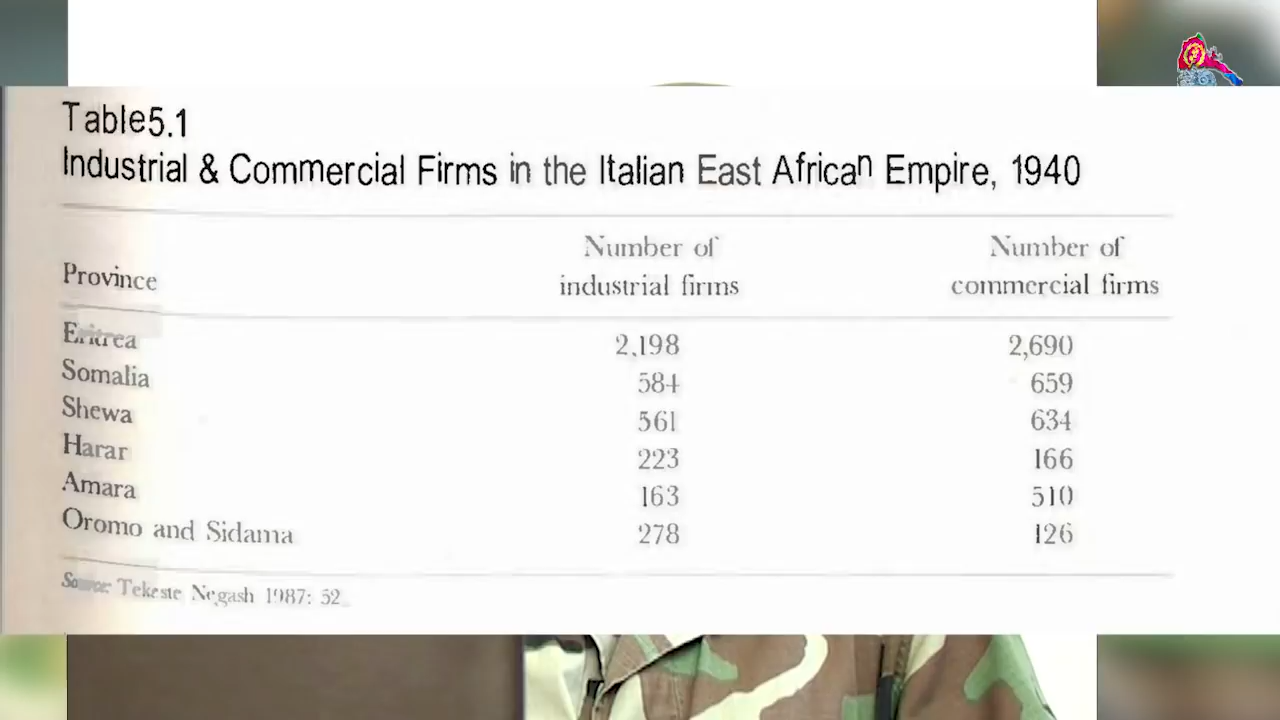 Table5.1
Industrial & Commercial Firms in the Italian East African Empire, 1940
Province Number of industrial firms Number of commercial firms
Eritrea 2,198 2,690
Somalia 584 659
Shewa 561 634
Harar 223 166
Amara 163 510
Oromo and Sidama 278 126
Source: Tekeste Negash 1987: 52